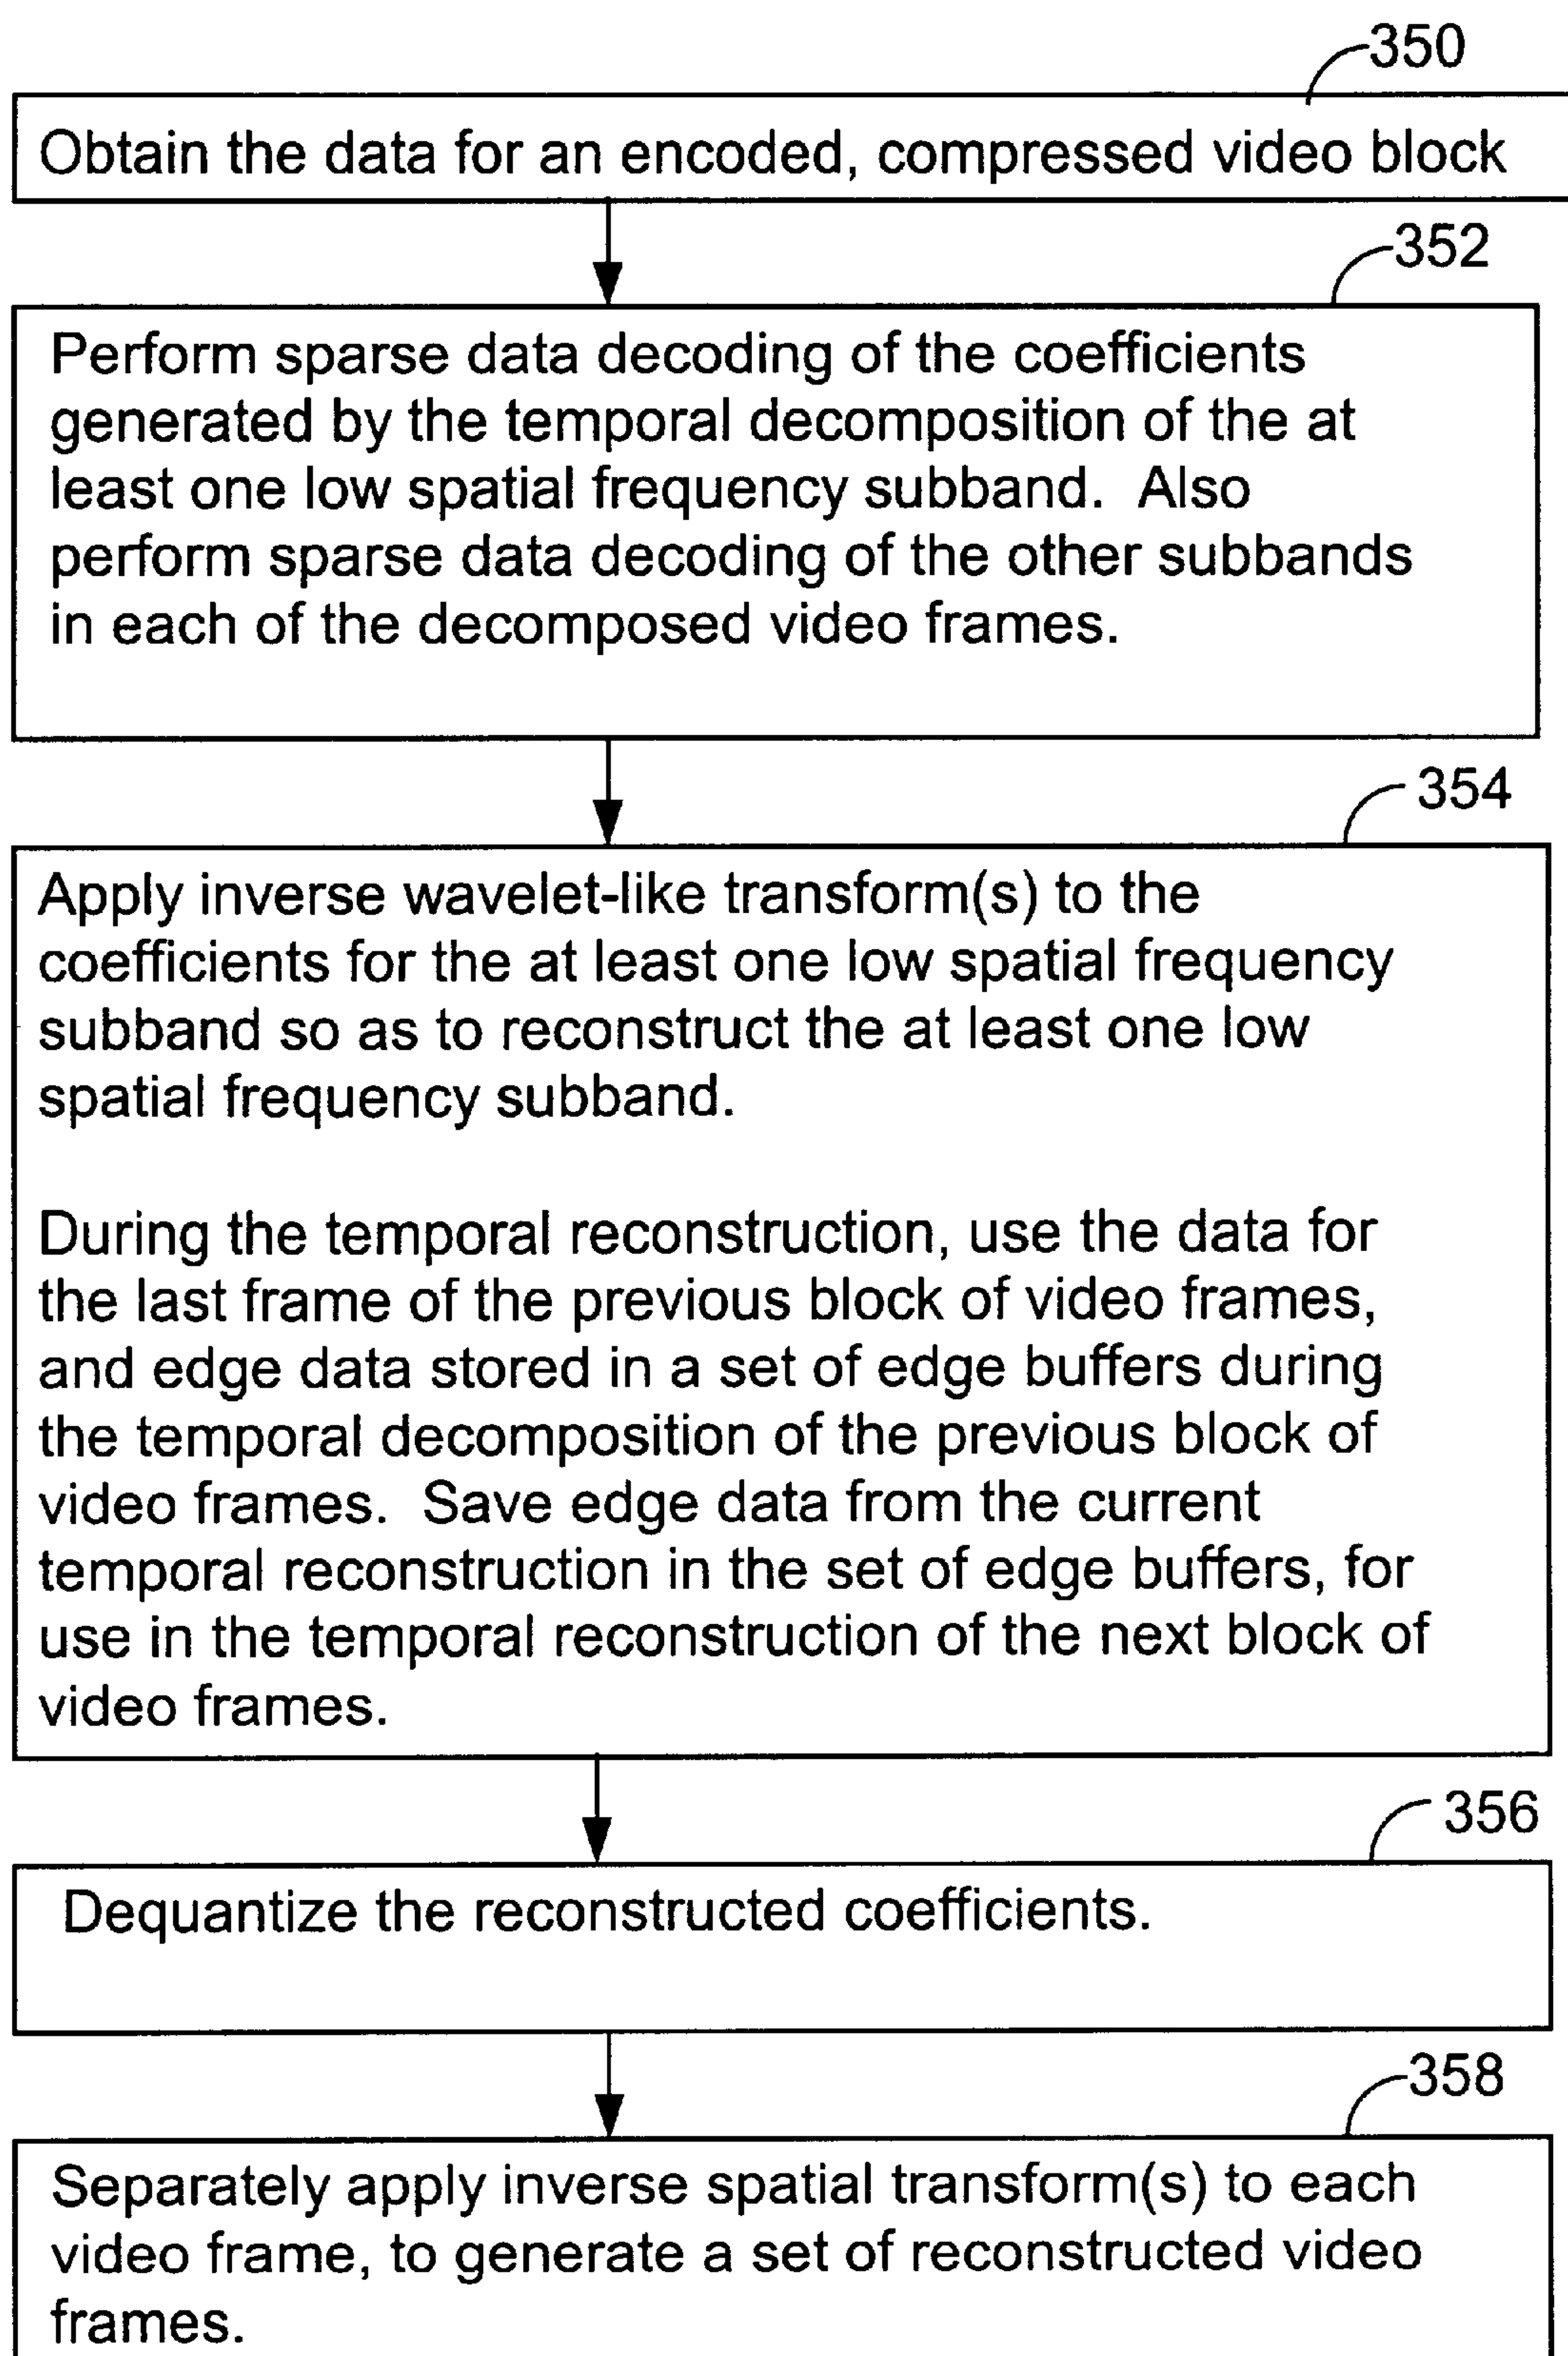 350
Obtain the data for an encoded, compressed video block
352
Perform sparse data decoding of the coefficients
generated by the temporal decomposition of the at
least one low spatial frequency subband. Also
perform sparse data decoding of the other subbands
in each of the decomposed video frames.
354
Apply inverse wavelet-like transform(s) to the
coefficients for the at least one low spatial frequency
subband so as to reconstruct the at least one low
spatial frequency subband.
During the temporal reconstruction, use the data for
the last frame of the previous block of video frames,
and edge data stored in a set of edge buffers during
the temporal decomposition of the previous block of
video frames. Save edge data from the current
temporal reconstruction in the set of edge buffers, for
use in the temporal reconstruction of the next block of
video frames.
356
Dequantize the reconstructed coefficients.
358
Separately apply inverse spatial transform(s) to each
video frame, to generate a set of reconstructed video
frames.